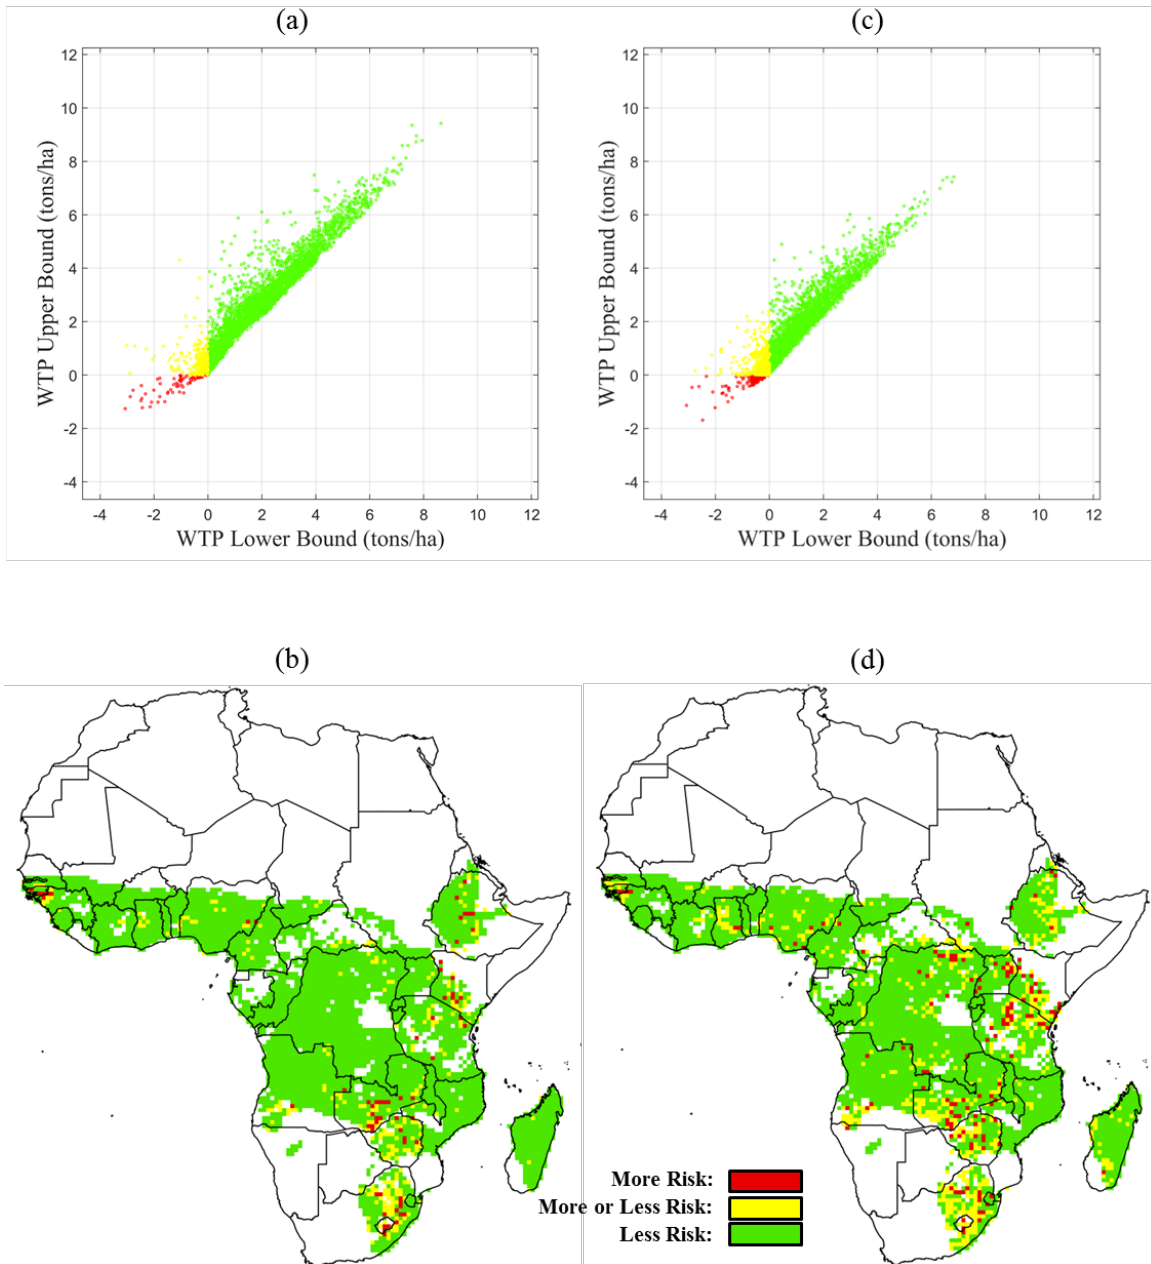 (a)
(c)
12
10
8
6
4
2
0
-2
-4
WTP Upper Bound (tons/ha)
-4 -2 0 2 4 6 8 10 12
WTP Lower Bound (tons/ha)
12
10
8
6
4
2
0
-2
-4
WTP Upper Bound (tons/ha)
-4 -2 0 2 4 6 8 10 12
WTP Lower Bound (tons/ha)
(b)
(d)
More Risk:
More or Less Risk:
Less Risk: